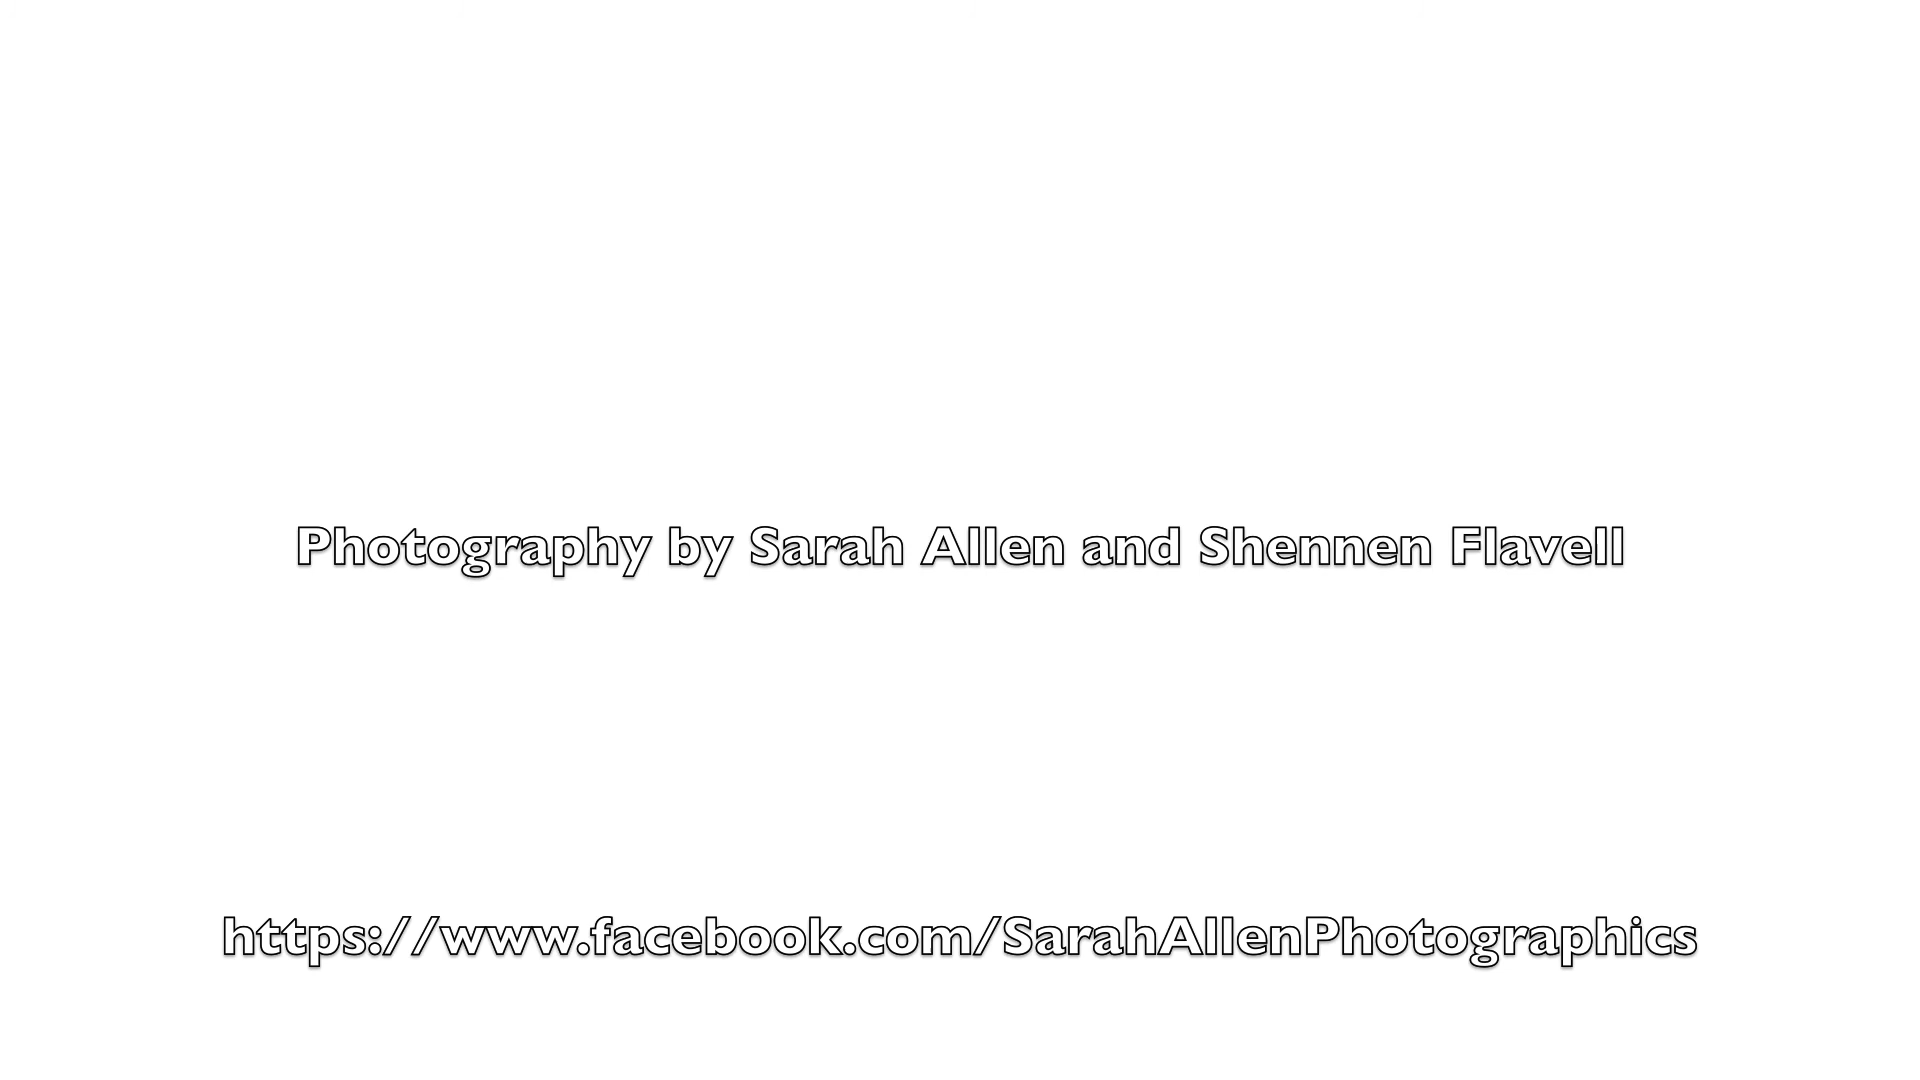 Photography by Sarah Allen and Shennen Flavell
https://www.facebook.com/SarahAllenPhotographics